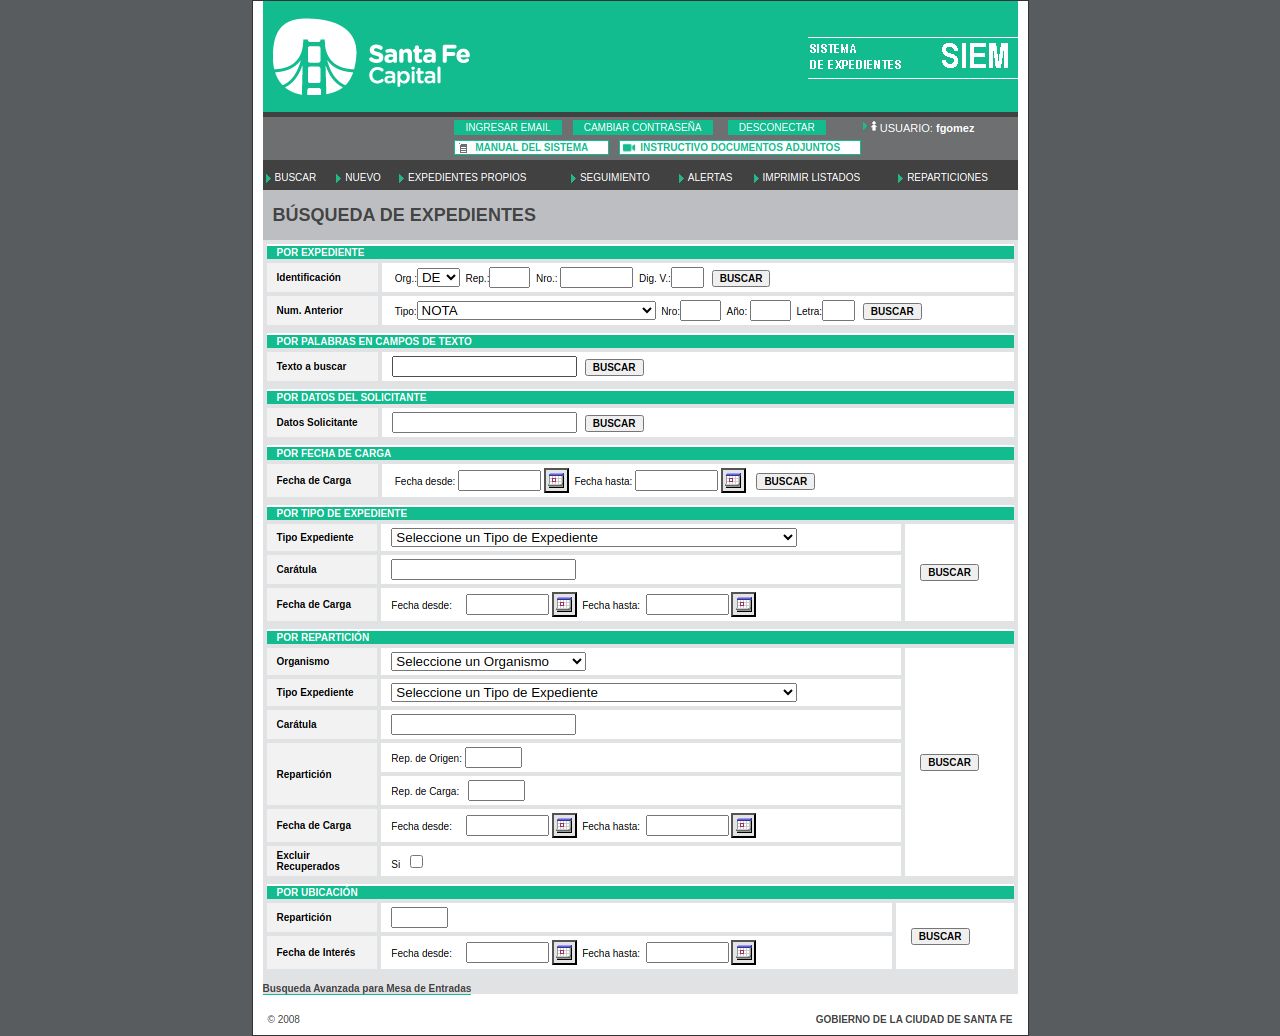 Santa Fe
Capital
SISTEMA
DE EXPEDIENTES
SIEM
INGRESAR EMAIL CAMBIAR CONTRASEÑA DESCONECTAR USUARIO: fgomez
MANUAL DEL SISTEMA INSTRUCTIVO DOCUMENTOS ADJUNTOS
BUSCAR NUEVO EXPEDIENTES PROPIOS SEGUIMIENTO ALERTAS IMPRIMIR LISTADOS REPARTICIONES
BÚSQUEDA DE EXPEDIENTES
POR EXPEDIENTE
Identificación Org.: DE Rep.: Nro.: Dig. V.: BUSCAR
Num. Anterior Tipo: NOTA Nro: Año: Letra: BUSCAR
POR PALABRAS EN CAMPOS DE TEXTO
Texto a buscar BUSCAR
POR DATOS DEL SOLICITANTE
Datos Solicitante BUSCAR
POR FECHA DE CARGA
Fecha de Carga Fecha desde: Fecha hasta: BUSCAR
POR TIPO DE EXPEDIENTE
Tipo Expediente Seleccione un Tipo de Expediente
Carátula BUSCAR
Fecha de Carga Fecha desde: Fecha hasta:
POR REPARTICIÓN
Organismo Seleccione un Organismo
Tipo Expediente Seleccione un Tipo de Expediente
Carátula
Rep. de Origen: BUSCAR
Repartición
Rep. de Carga:
Fecha de Carga Fecha desde: Fecha hasta:
Excluir
Recuperados Si
POR UBICACIÓN
Repartición
BUSCAR
Fecha de Interés Fecha desde: Fecha hasta:
Busqueda Avanzada para Mesa de Entradas
© 2008 GOBIERNO DE LA CIUDAD DE SANTA FE